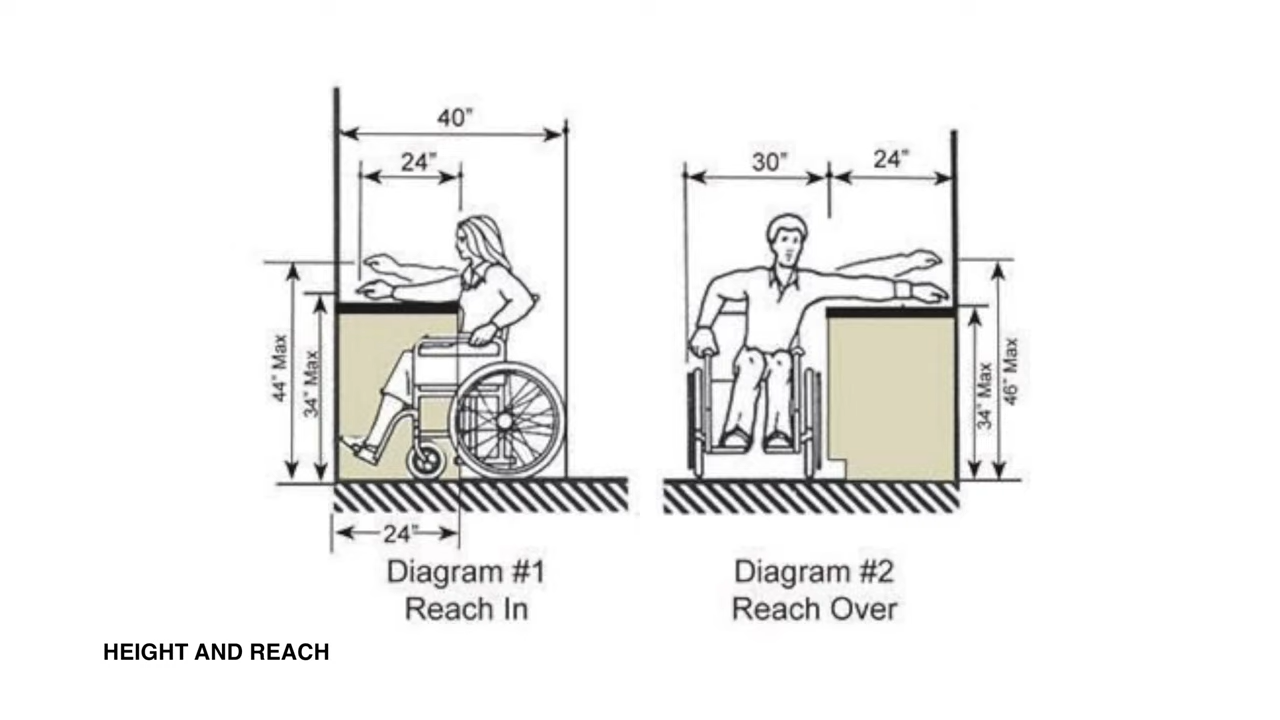 40"
24"
44" Max
34" Max
24"
Diagram #1
Reach In
30"
24"
34" Max
46" Max
Diagram #2
Reach Over
HEIGHT AND REACH